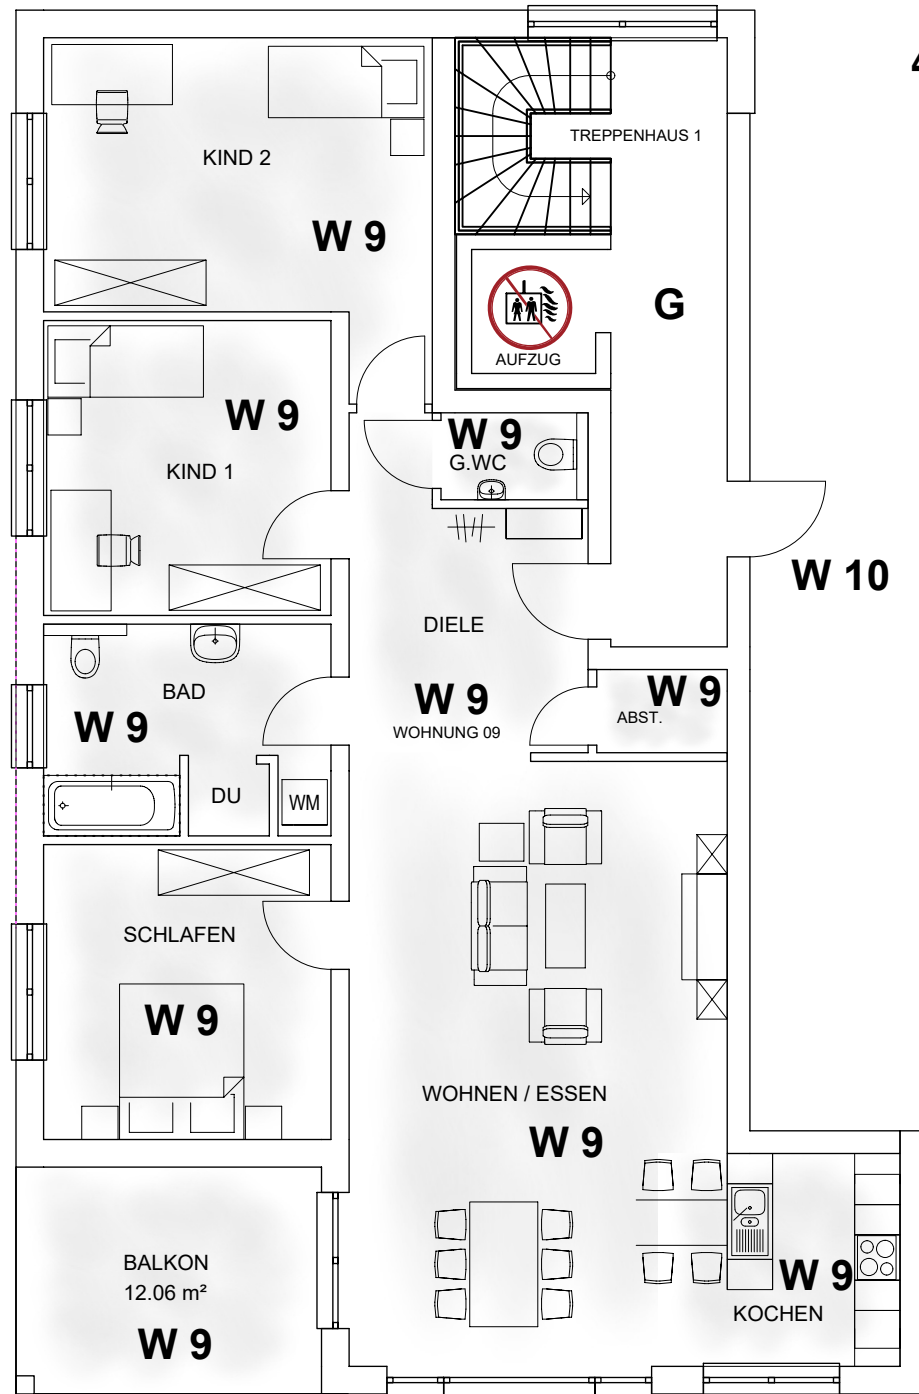 4
TREPPENHAUS 1
KIND 2
W 9
G
AUFZUG
W 9
KIND 1
W 9
G.WC
W 10
DIELE
W 9
WOHNUNG 09
W 9
ABST.
BAD
W 9
DU
WM
SCHLAFEN
W 9
WOHNEN / ESSEN
W 9
BALKON
12.06 m²
W 9
W 9
KOCHEN